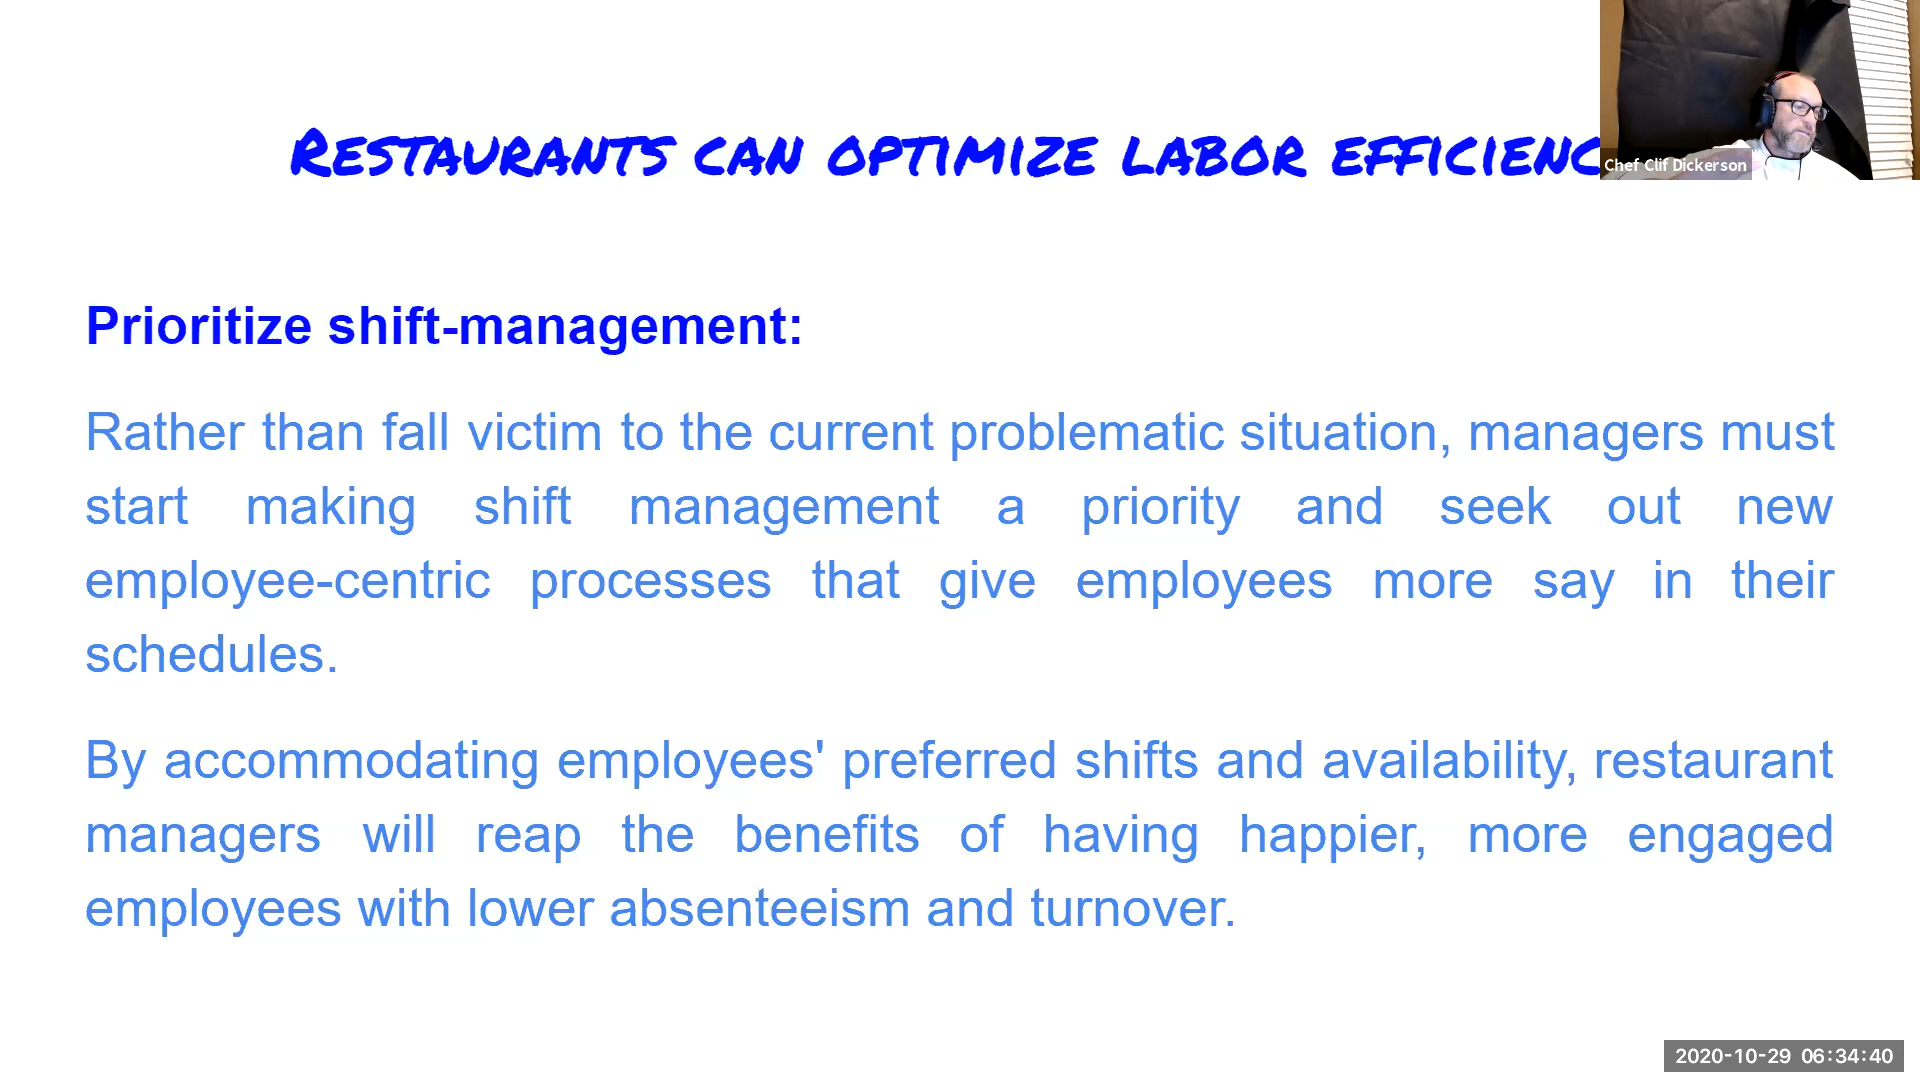 Restaurants can optimize labor
Chef Clif Dickerson
Prioritize shift-management:
Rather than fall victim to the current problematic situation, managers must
start making shift management a priority and seek out new
employee-centric processes that give employees more say in their
schedules.
By accommodating employees' preferred shifts and availability, restaurant
managers will reap the benefits of having happier, more engaged
employees with lower absenteeism and turnover.
2020-10-29 06:34:40